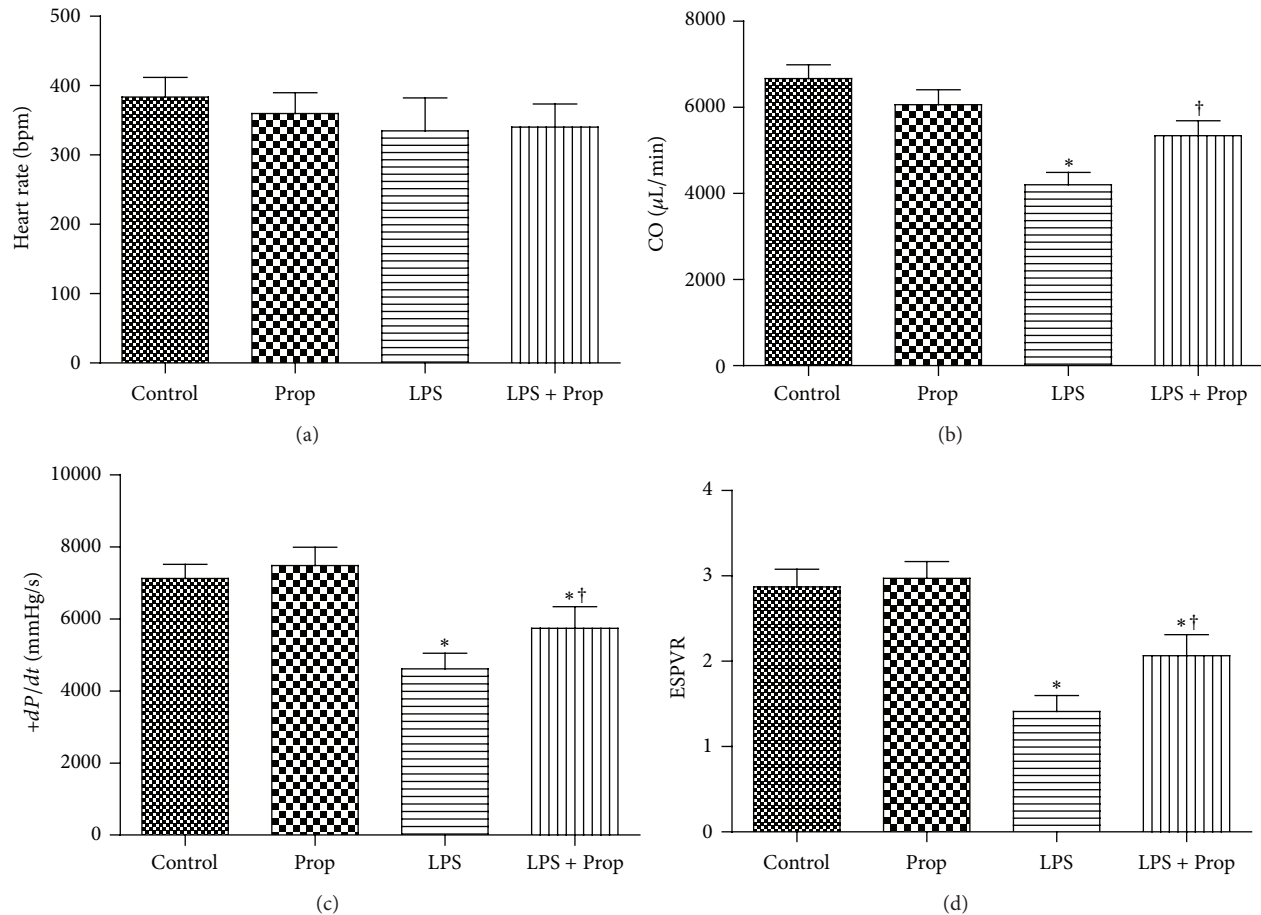 Heart rate (bpm)
500
400
300
200
100
0
Control Prop LPS LPS + Prop
(a)
CO (μL/min)
8000
6000
4000
2000
0
*
†
Control Prop LPS LPS + Prop
(b)
+dP/dt (mmHg/s)
10000
8000
6000
4000
2000
0
*
*†
Control Prop LPS LPS + Prop
(c)
ESPVR
4
3
2
1
0
*
*†
Control Prop LPS LPS + Prop
(d)